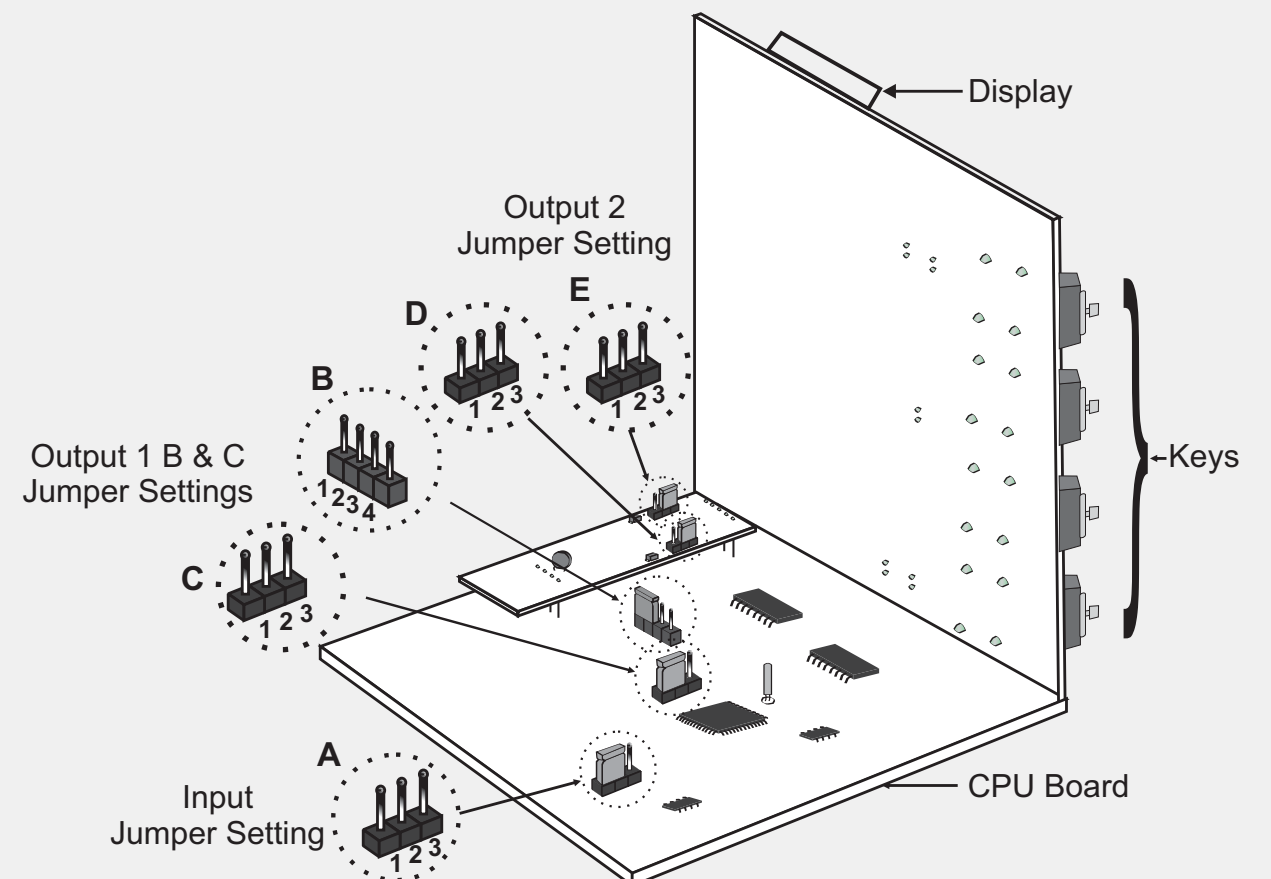 Display
Output 2
Jumper Setting
D
E
1 2 3
1 2 3
B
Output 1 B & C
Jumper Settings
1 2 3 4
Keys
C
1 2 3
A
Input
Jumper Setting
1 2 3
CPU Board